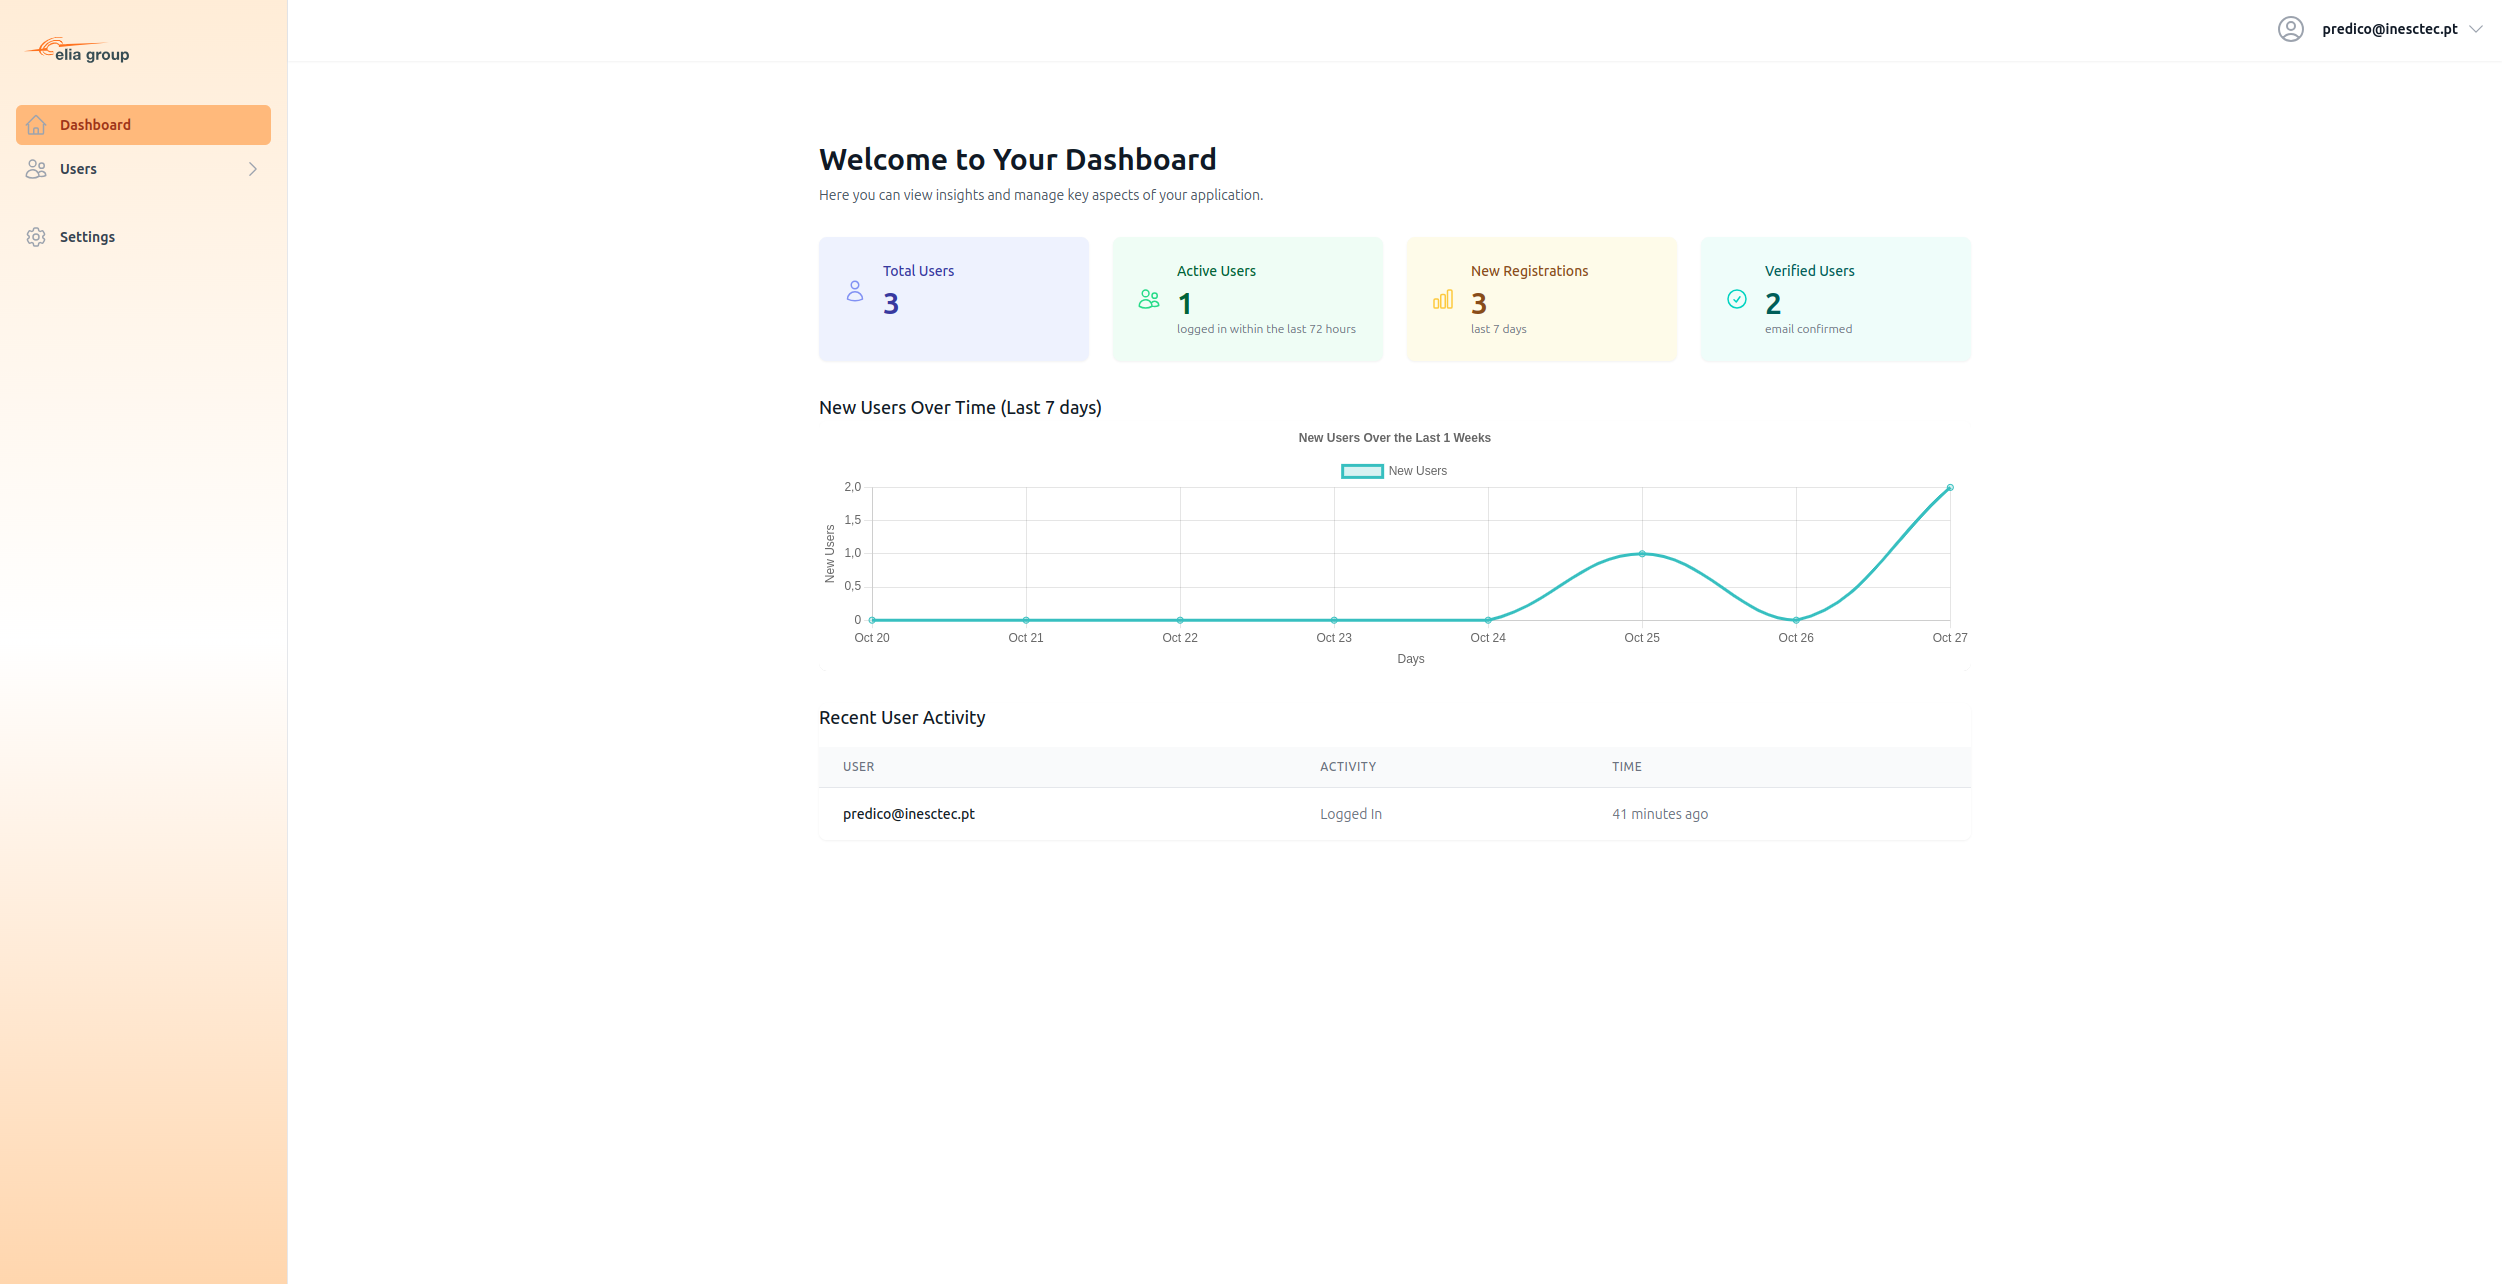 elia group
predico@inesctec.pt
Dashboard
Users
Settings
Welcome to Your Dashboard
Here you can view insights and manage key aspects of your application.
Total Users
3
Active Users
1
logged in within the last 72 hours
New Registrations
3
last 7 days
Verified Users
2
email confirmed
New Users Over Time (Last 7 days)
New Users Over the Last 1 Weeks
New Users
New Users
2,0
1,5
1,0
0,5
0
Oct 20 Oct 21 Oct 22 Oct 23 Oct 24 Oct 25 Oct 26 Oct 27
Days
Recent User Activity
USER ACTIVITY TIME
predico@inesctec.pt Logged In 41 minutes ago